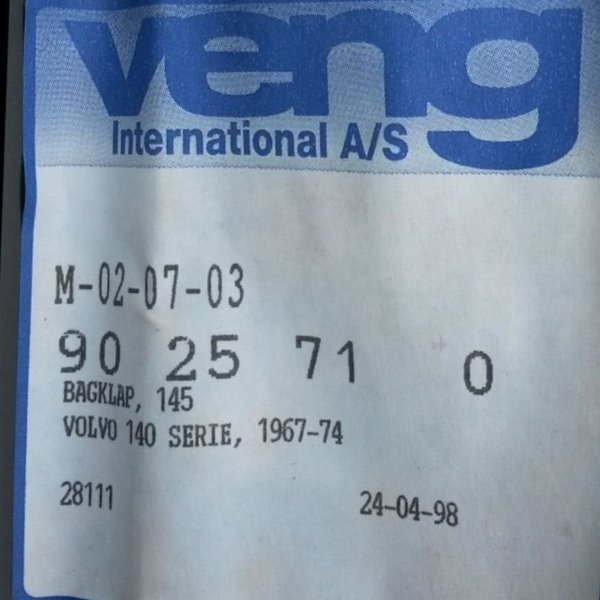 veng
International A/S
M-02-07-03
90 25 71 0
BAGKLAP, 145
VOLVO 140 SERIE, 1967-74
28111 24-04-98